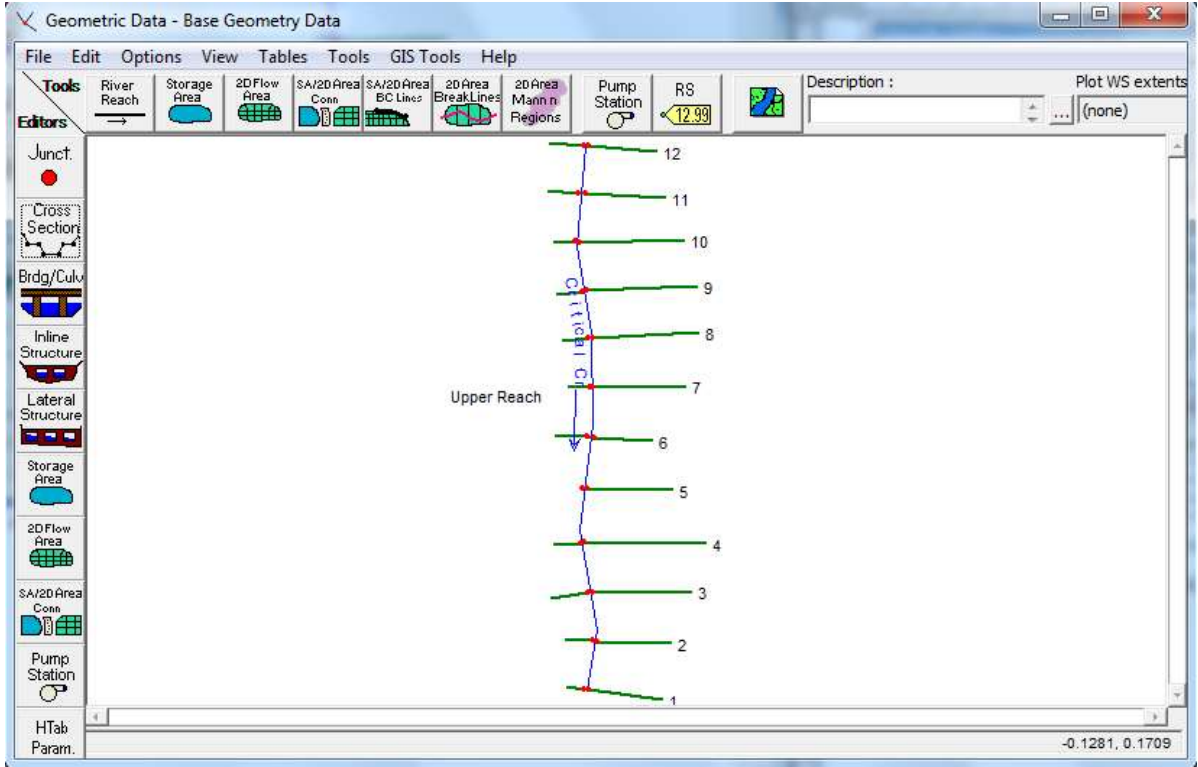 Geometric Data - Base Geometry Data
File Edit Options View Tables Tools GIS Tools Help
Tools
Editors
River
Reach
Storage
Area
2D Flow
Area
SA/2D Area
Conn
SA/2D Area
BC Lines
2D Area
BreakLines
2D Area
Mann n
Regions
Pump
Station
RS
12.99
Description :
...
Plot WS extents
(none)
Junct.
Cross
Section
Brdg/Culv
Inline
Structure
Lateral
Structure
Storage
Area
2D Flow
Area
SA/2D Area
Conn
Pump
Station
HTab
Param.
12
11
10
9
8
7
6
5
4
3
2
1
Critical Cr
Upper Reach
-0.1281, 0.1709